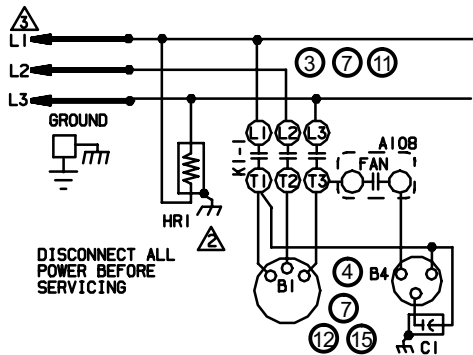 3
L1
L2
3 7 11
L3
GROUND
L1 L2 L3
A108
K1-1
FAN
T1 T2 T3
HR1
2
DISCONNECT ALL
POWER BEFORE
SERVICING
B1
4
B4
7
12 15
C1